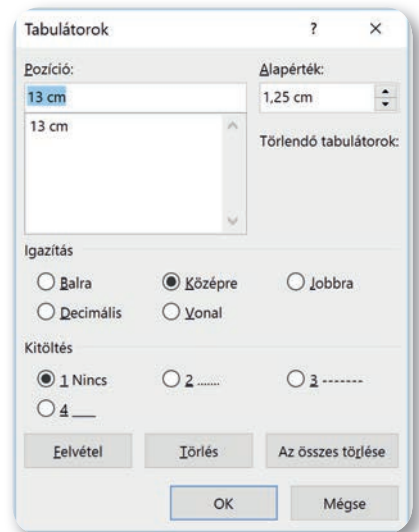 Tabulátorok ? ×
Pozíció: Alapérték:
13 cm 1,25 cm
13 cm
Törlendő tabulátorok:
Igazítás
Balra Középre Jobbra
Decimális Vonal
Kitöltés
1 Nincs 2 ....... 3 -------
4 ___
Felvétel Törlés Az összes törlése
OK Mégse